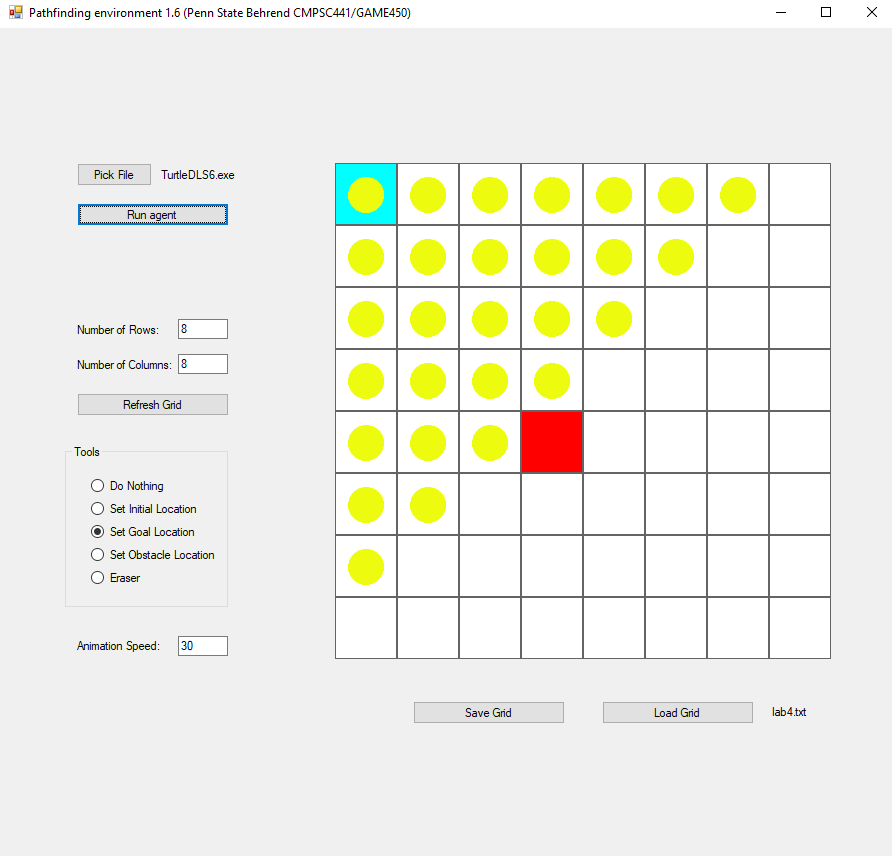 Pathfinding environment 1.6 (Penn State Behrend CMPSC441/GAME450)
Pick File TurtleDLS6.exe
Run agent
Number of Rows: 8
Number of Columns: 8
Refresh Grid
Tools
Do Nothing
Set Initial Location
Set Goal Location
Set Obstacle Location
Eraser
Animation Speed: 30
Save Grid Load Grid lab4.txt